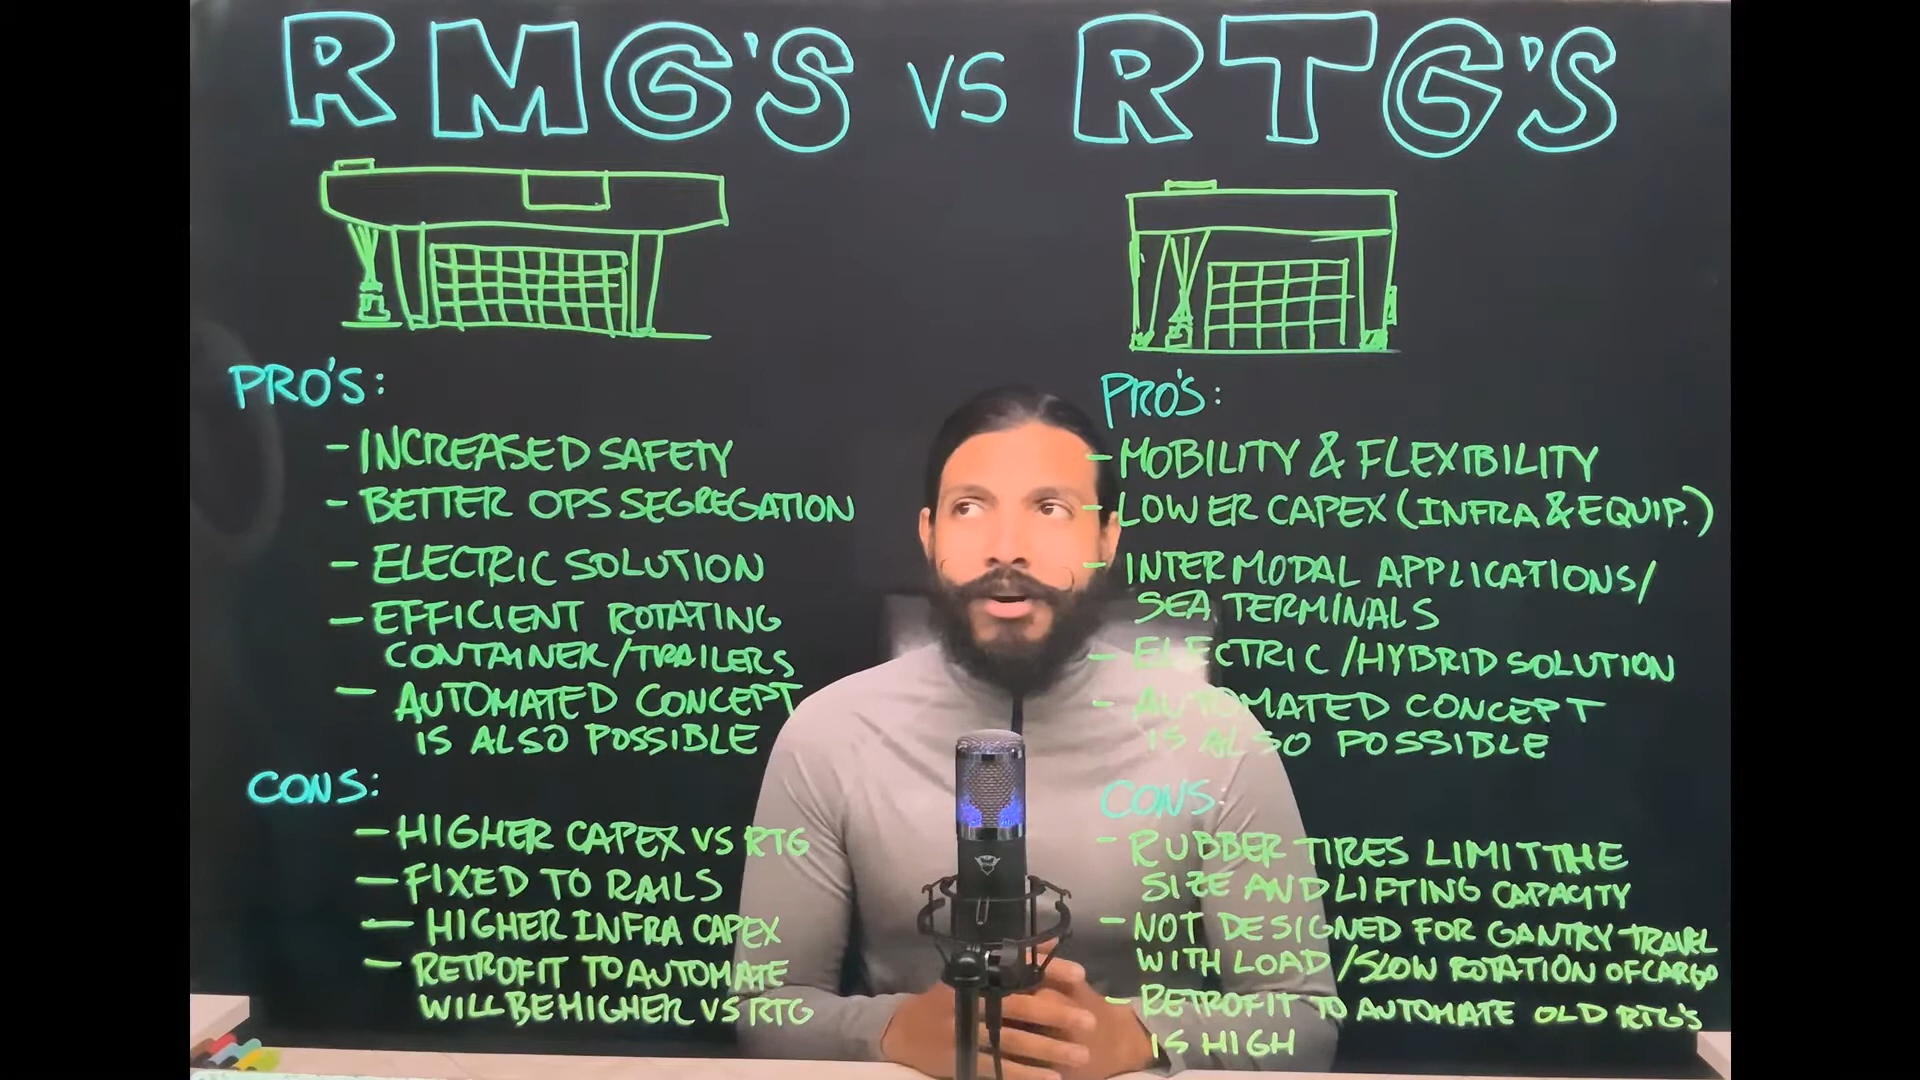 RMG'S VS RTG'S
PRO'S:
- INCREASED SAFETY
- BETTER OPS SEGREGATION
- ELECTRIC SOLUTION
- EFFICIENT ROTATING
CONTAINER/TRAILERS
- AUTOMATED CONCEPT
IS ALSO POSSIBLE
CONS:
- HIGHER CAPEX VS RTG
- FIXED TO RAILS
- HIGHER INFRA CAPEX
- RETROFIT TO AUTOMATE
WILL BE HIGHER VS RTG
PRO'S:
- MOBILITY & FLEXIBILITY
- LOWER CAPEX (INFRA & EQUIP.)
- INTERMODAL APPLICATIONS/
SEA TERMINALS
- ELECTRIC/HYBRID SOLUTION
- AUTOMATED CONCEPT
IS ALSO POSSIBLE
CONS:
- RUBBER TIRES LIMIT THE
SIZE AND LIFTING CAPACITY
- NOT DESIGNED FOR GANTRY TRAVEL
WITH LOAD/SLOW ROTATION OF CARGO
- RETROFIT TO AUTOMATE OLD RTG'S
IS HIGH